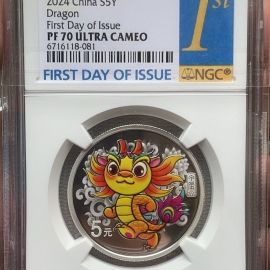 2024 China S5Y
Dragon
First Day of Issue
PF 70 ULTRA CAMEO
6716118-081
1st
FIRST DAY OF ISSUE
NGC®
5元